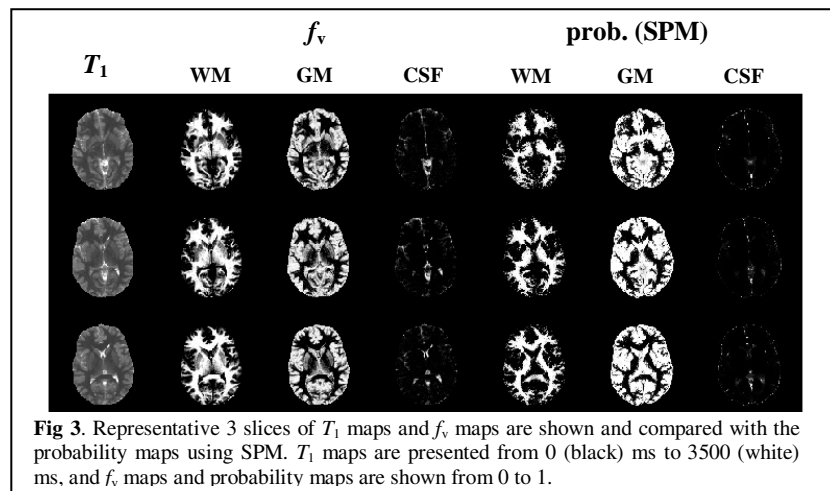 f_v prob. (SPM)
T_1 WM GM CSF WM GM CSF
Fig 3. Representative 3 slices of T_1 maps and f_v maps are shown and compared with the
probability maps using SPM. T_1 maps are presented from 0 (black) ms to 3500 (white)
ms, and f_v maps and probability maps are shown from 0 to 1.